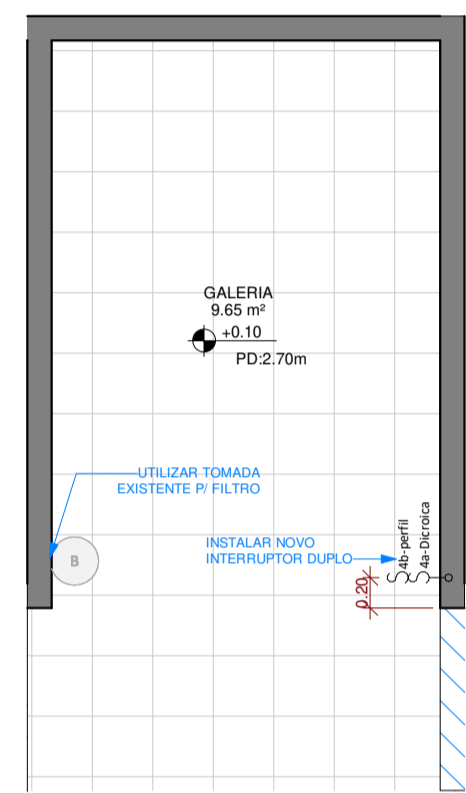 GALERIA
9.65 m²
+0.10
PD:2.70m
UTILIZAR TOMADA
EXISTENTE P/ FILTRO
B
INSTALAR NOVO
INTERRUPTOR DUPLO
4b-perfil
4a-Dicroica
0.20